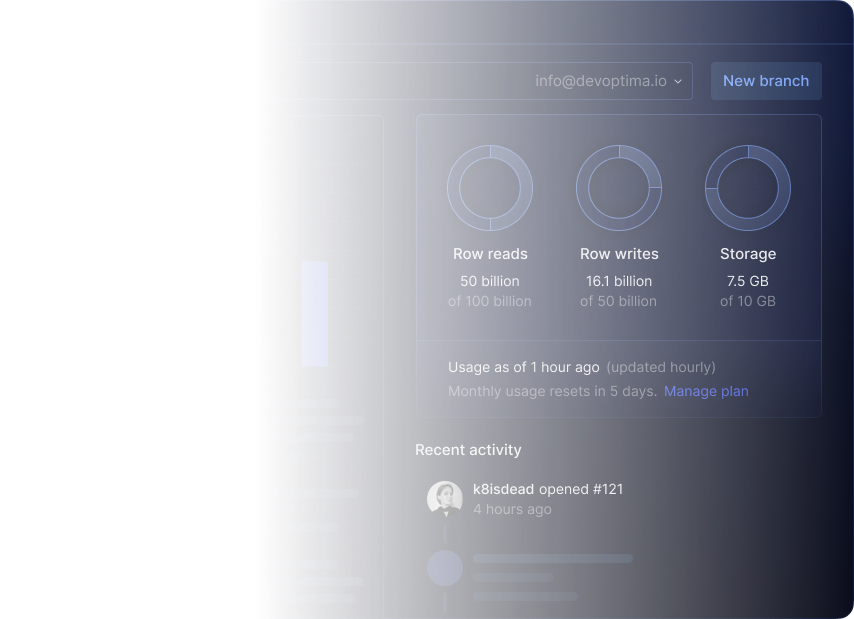 info@devoptima.io
New branch
Row reads
50 billion
of 100 billion
Row writes
16.1 billion
of 50 billion
Storage
7.5 GB
of 10 GB
Usage as of 1 hour ago (updated hourly)
Monthly usage resets in 5 days. Manage plan
Recent activity
k8isdead opened #121
4 hours ago